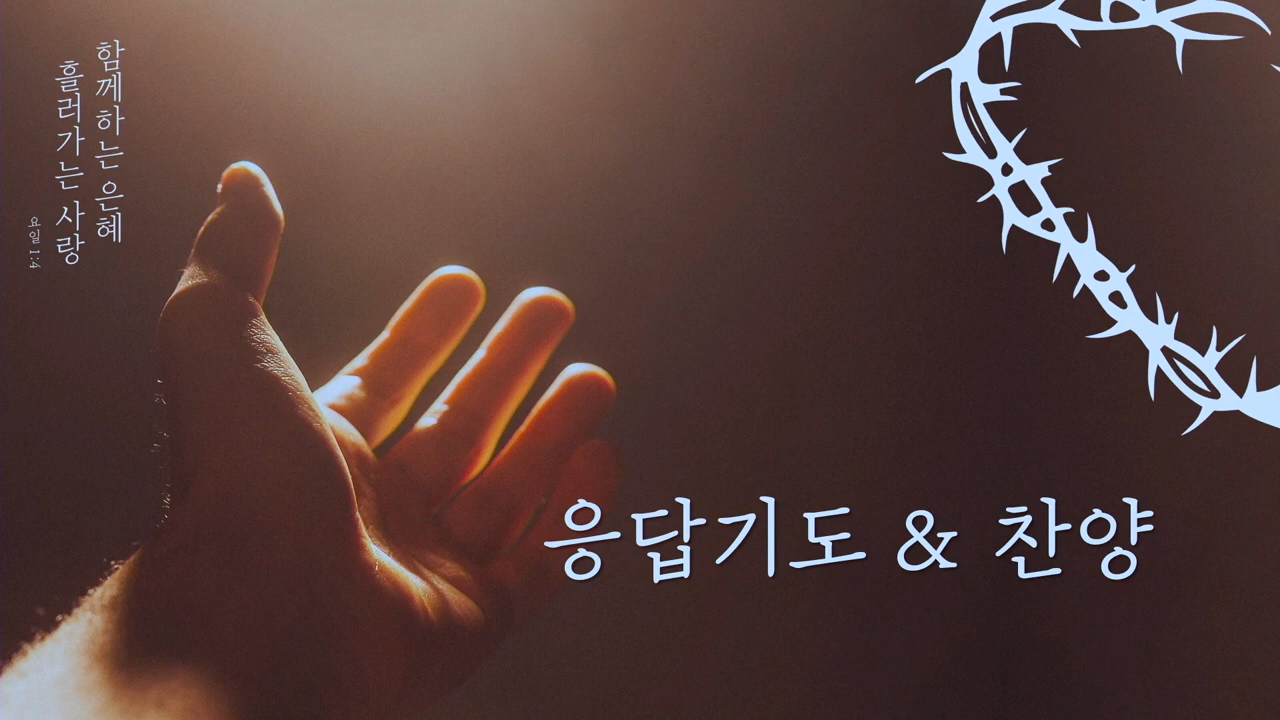 함께하는 은혜
흘러가는 사랑
요일 1:4
응답기도 & 찬양